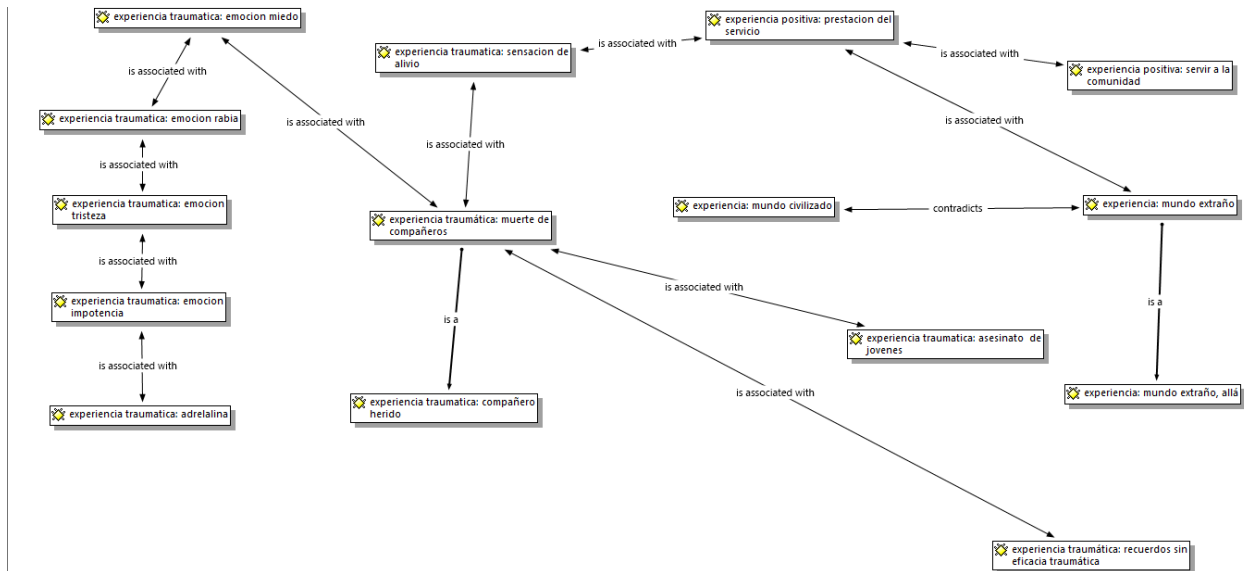 experiencia traumatica: emocion miedo
experiencia positiva: prestacion del
servicio
is associated with
experiencia traumatica: sensacion de
alivio
is associated with
is associated with
experiencia positiva: servir a la
comunidad
experiencia traumatica: emocion rabia
is associated with
is associated with
is associated with
is associated with
experiencia traumatica: emocion
tristeza
experiencia traumática: muerte de
compañeros
experiencia: mundo civilizado
contradicts
experiencia: mundo extraño
is associated with
is associated with
experiencia traumatica: emocion
impotencia
is a
is a
experiencia traumatica: asesinato de
jovenes
is associated with
is associated with
experiencia traumatica: compañero
herido
experiencia: mundo extraño, allá
experiencia traumatica: adrelalina
experiencia traumática: recuerdos sin
eficacia traumática